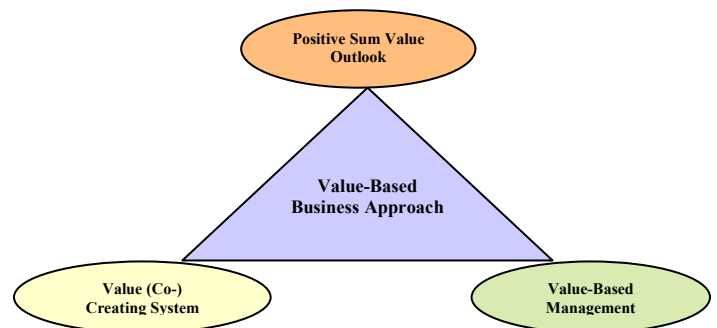 Positive Sum Value
Outlook
Value-Based
Business Approach
Value (Co-)
Creating System
Value-Based
Management